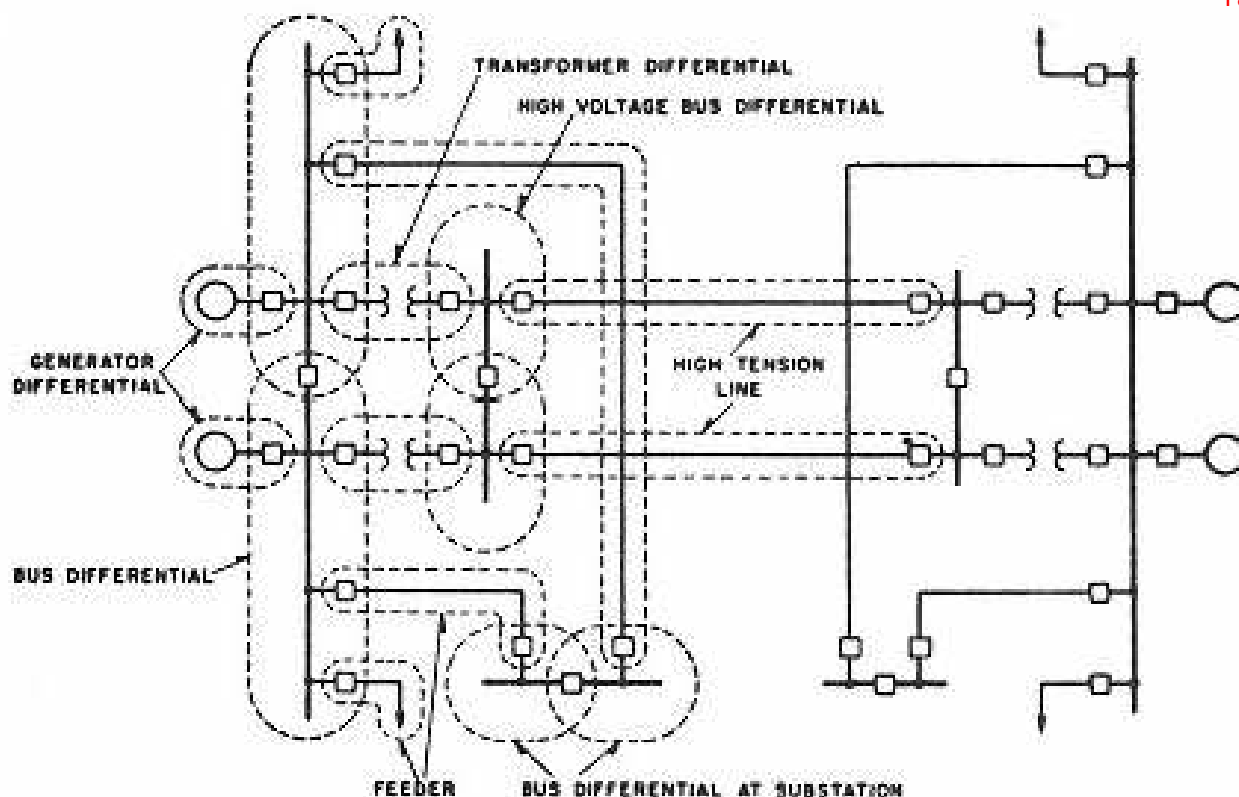 TRANSFORMER DIFFERENTIAL
HIGH VOLTAGE BUS DIFFERENTIAL
GENERATOR
DIFFERENTIAL
HIGH TENSION
LINE
BUS DIFFERENTIAL
FEEDER
BUS DIFFERENTIAL AT SUBSTATION